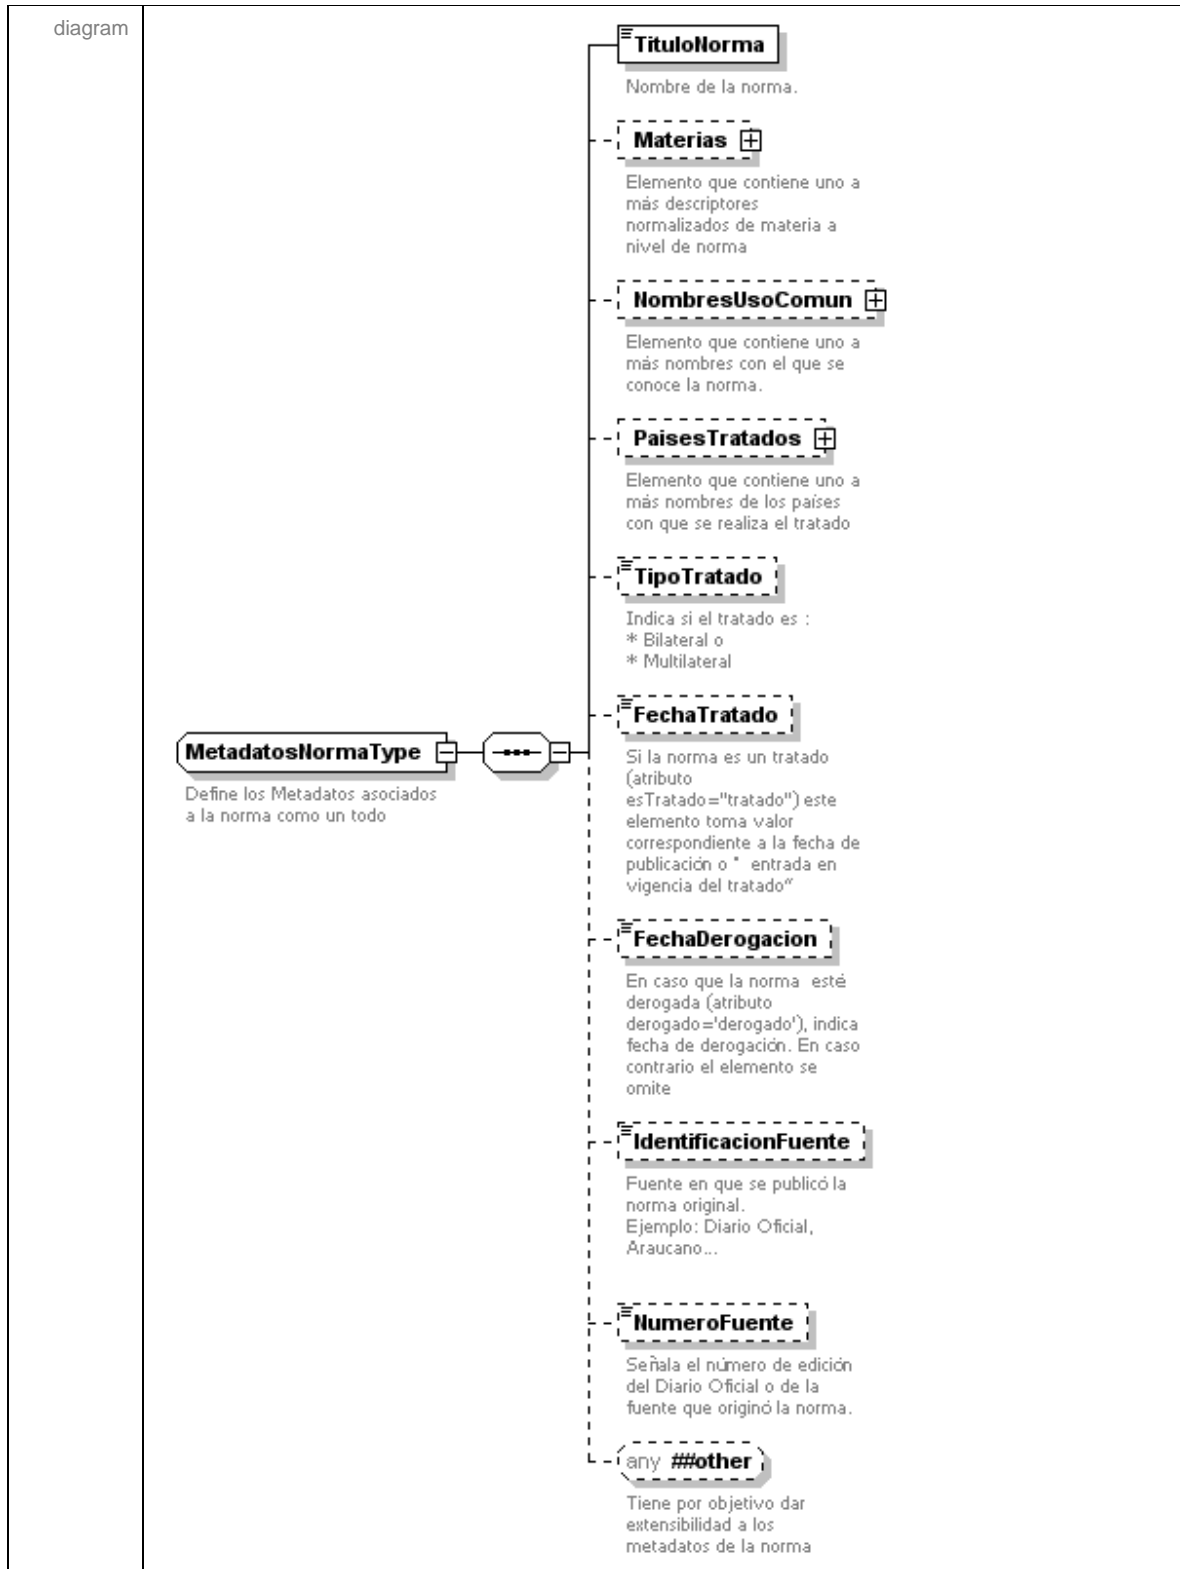 diagram
TituloNorma
Nombre de la norma.
Materias
Elemento que contiene uno a
más descriptores
normalizados de materia a
nivel de norma
NombresUsoComun
Elemento que contiene uno a
más nombres con el que se
conoce la norma.
PaisesTratados
Elemento que contiene uno a
más nombres de los países
con que se realiza el tratado
TipoTratado
Indica si el tratado es :
* Bilateral o
* Multilateral
FechaTratado
Si la norma es un tratado
(atributo
esTratado="tratado") este
elemento toma valor
correspondiente a la fecha de
publicación o " entrada en
vigencia del tratado"
MetadatosNormaType
Define los Metadatos asociados
a la norma como un todo
FechaDerogacion
En caso que la norma  esté
derogada (atributo
derogado='derogado'), indica
fecha de derogación. En caso
contrario el elemento se
omite
IdentificacionFuente
Fuente en que se publicó la
norma original.
Ejemplo: Diario Oficial,
Araucano...
NumeroFuente
Señala el número de edición
del Diario Oficial o de la
fuente que originó la norma.
any ##other
Tiene por objetivo dar
extensibilidad a los
metadatos de la norma